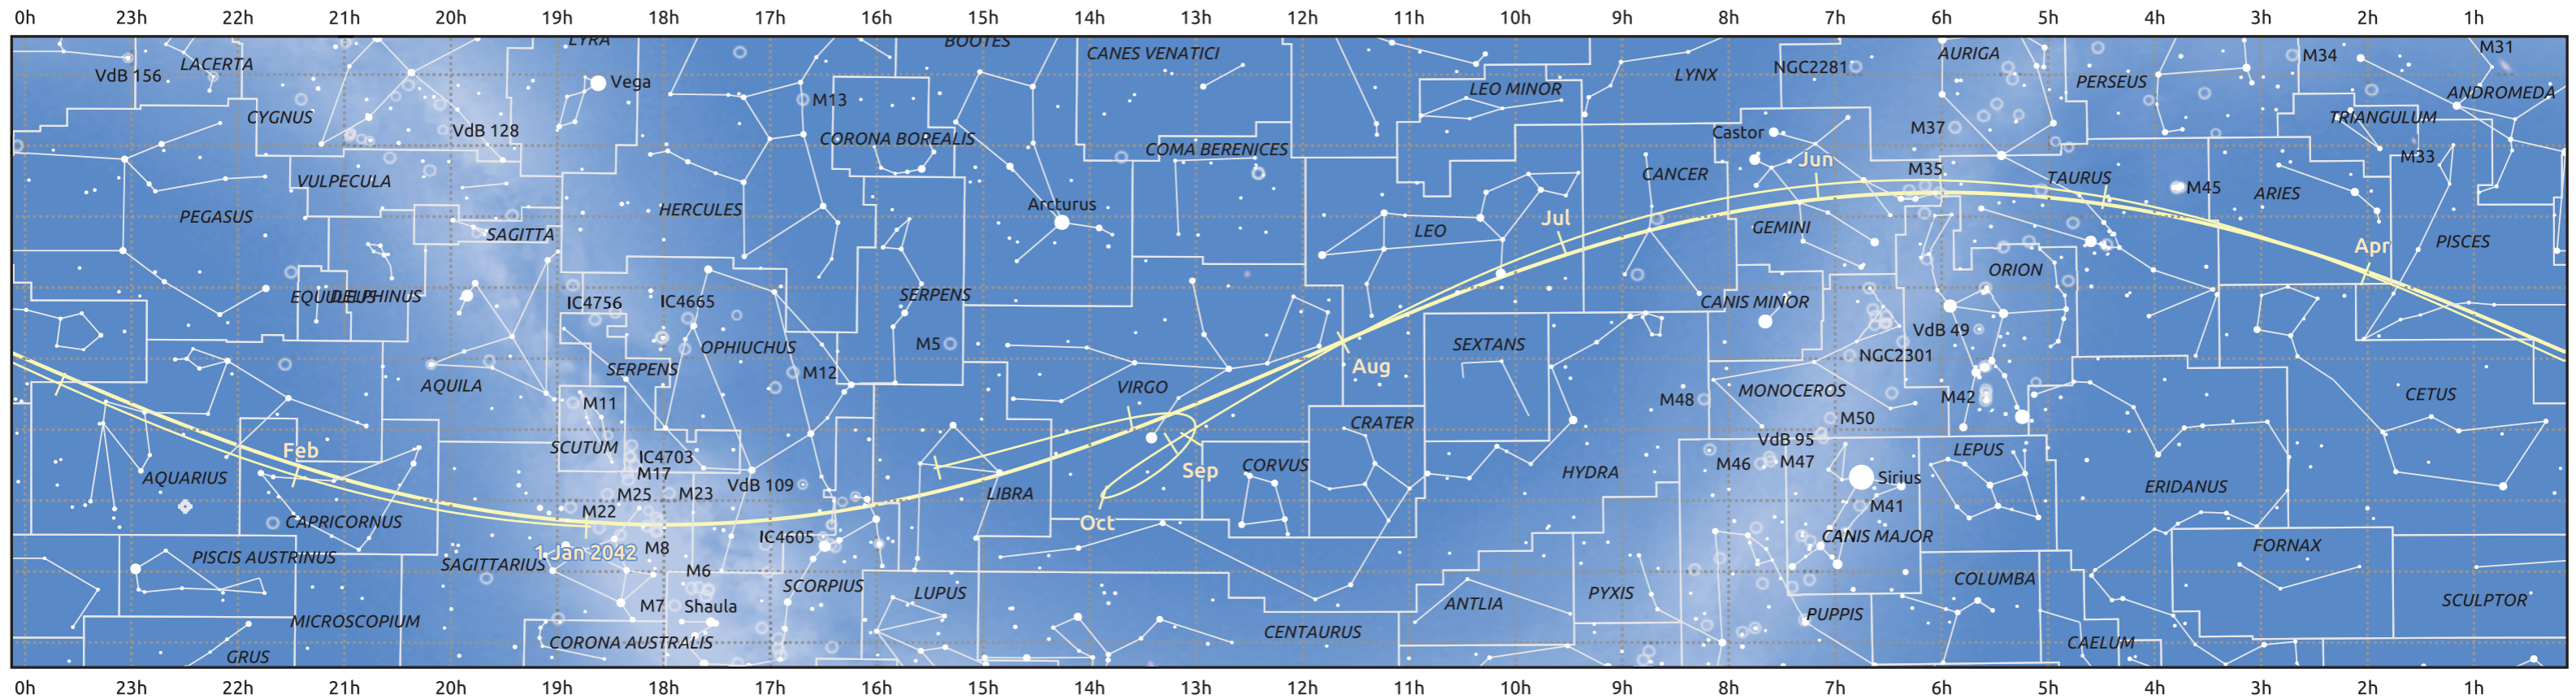 0h 23h 22h 21h 20h 19h 18h 17h 16h 15h 14h 13h 12h 11h 10h 9h 8h 7h 6h 5h 4h 3h 2h 1h
LYRA
BOOTES
CANES VENATICI
AURIGA
M34
M31
VdB 156
LACERTA
Vega
NGC2281
LYNX
PERSEUS
ANDROMEDA
LEO MINOR
CYGNUS
M13
VdB 128
CORONA BOREALIS
COMA BERENICES
Castor
M37
TRIANGULUM
M33
VULPECULA
CANCER
Jun
M35
TAURUS
M45
ARIES
PEGASUS
HERCULES
Arcturus
Jul
LEO
GEMINI
SAGITTA
Apr
PISCES
ORION
EQUULEUS
DELPHINUS
IC4756
IC4665
SERPENS
CANIS MINOR
VdB 49
OPHIUCHUS
M5
SEXTANS
NGC2301
AQUILA
SERPENS
M12
VIRGO
Aug
MONOCEROS
CETUS
M11
M48
M42
M50
CRATER
SCUTUM
Feb
IC4703
VdB 95
LEPUS
AQUARIUS
M17
VdB 109
Sep
CORVUS
HYDRA
M46
M47
Sirius
ERIDANUS
M25
M23
LIBRA
M41
CAPRICORNUS
M22
Oct
IC4605
CANIS MAJOR
1 Jan 2042
M8
FORNAX
PISCIS AUSTRINUS
SAGITTARIUS
M6
SCORPIUS
LUPUS
PYXIS
COLUMBA
M7
Shaula
ANTLIA
SCULPTOR
MICROSCOPIUM
PUPPIS
CENTAURUS
CORONA AUSTRALIS
CAELUM
GRUS
0h 23h 22h 21h 20h 19h 18h 17h 16h 15h 14h 13h 12h 11h 10h 9h 8h 7h 6h 5h 4h 3h 2h 1h